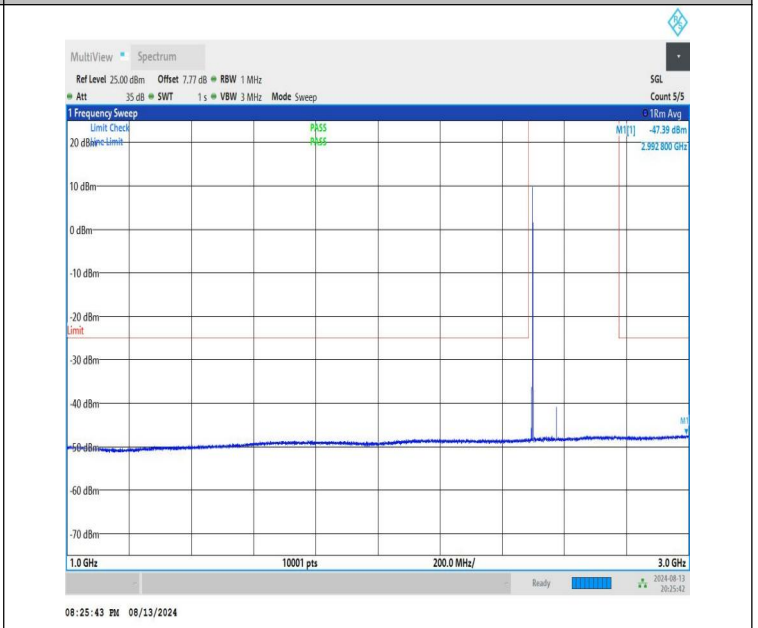 R S
MultiView Spectrum
Ref Level 25.00 dBm Offset 7.77 dB RBW 1 MHz SGL
Att 35 dB SWT 1 s VBW 3 MHz Mode Sweep Count 5/5
1 Frequency Sweep 1Rm Avg
Limit Check PASS M1[1] -47.39 dBm
20 dBm Line Limit PASS 2.992 800 GHz
10 dBm
0 dBm
-10 dBm
-20 dBm
Limit
-30 dBm
-40 dBm
M1
-50 dBm
-60 dBm
-70 dBm
1.0 GHz 10001 pts 200.0 MHz/ 3.0 GHz
Ready 2024-08-13
20:25:42
08:25:43 PM 08/13/2024